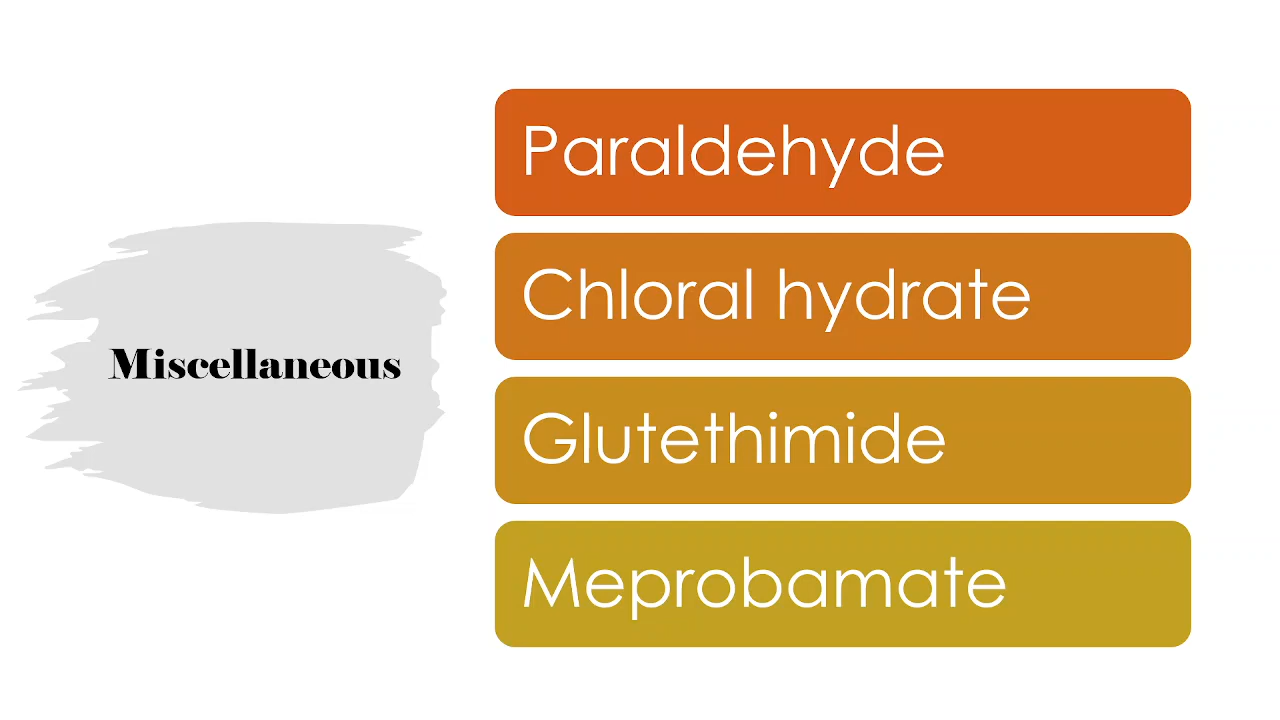 Miscellaneous
Paraldehyde
Chloral hydrate
Glutethimide
Meprobamate